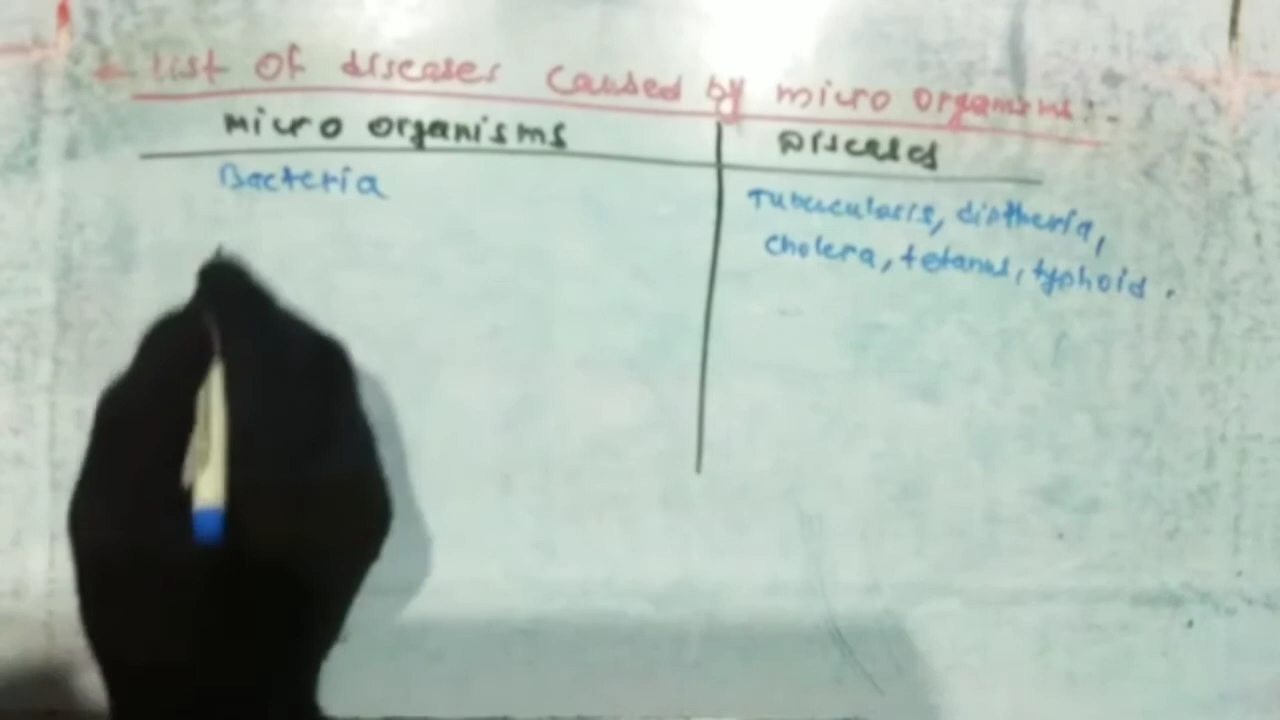 List of diseases caused by micro organisms:-
micro organisms
Diseases
Bacteria
Tuberculosis, diptheria,
cholera, tetanus, typhoid.